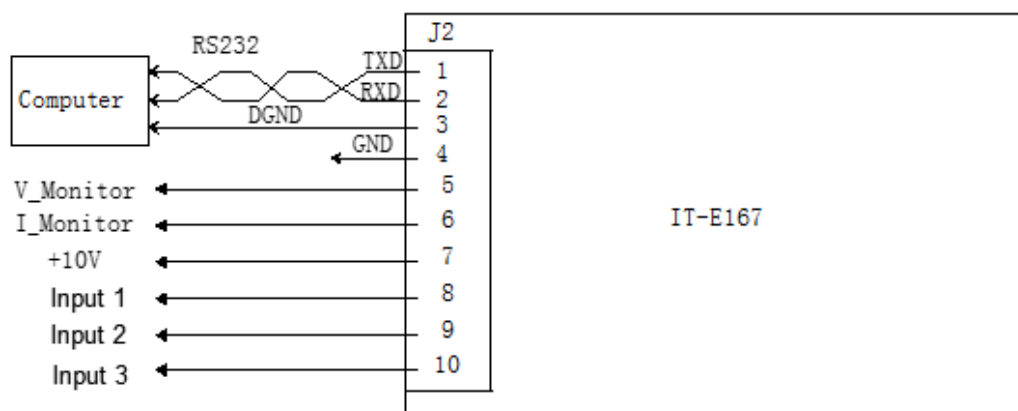 J2
RS232
TXD
1
Computer
RXD
2
DGND
3
GND
4
V_Monitor
5
I_Monitor
6
IT-E167
+10V
7
Input 1
8
Input 2
9
Input 3
10